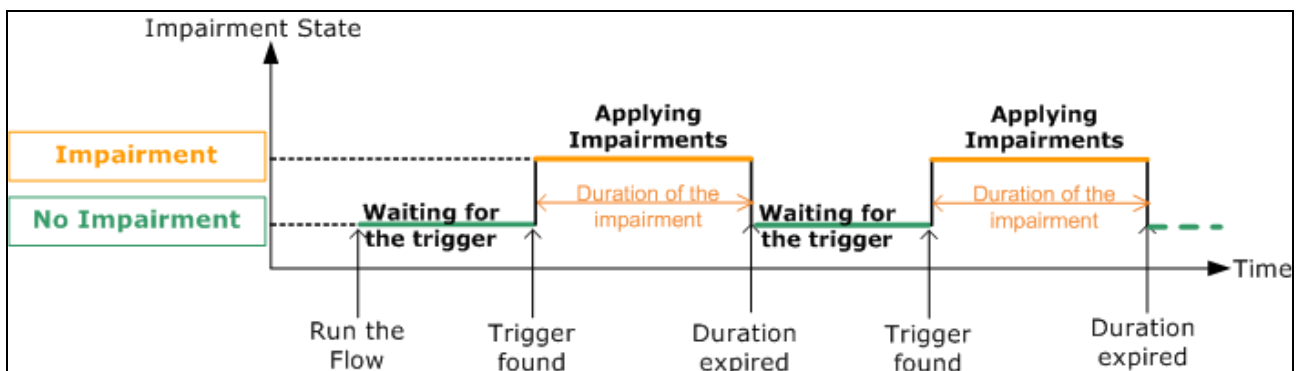 Impairment State
Applying
Impairments
Applying
Impairments
Impairment
Duration of the
impairment
Duration of the
impairment
No Impairment
Waiting for
the trigger
Waiting for
the trigger
Time
Run the
Flow
Trigger
found
Duration
expired
Trigger
found
Duration
expired